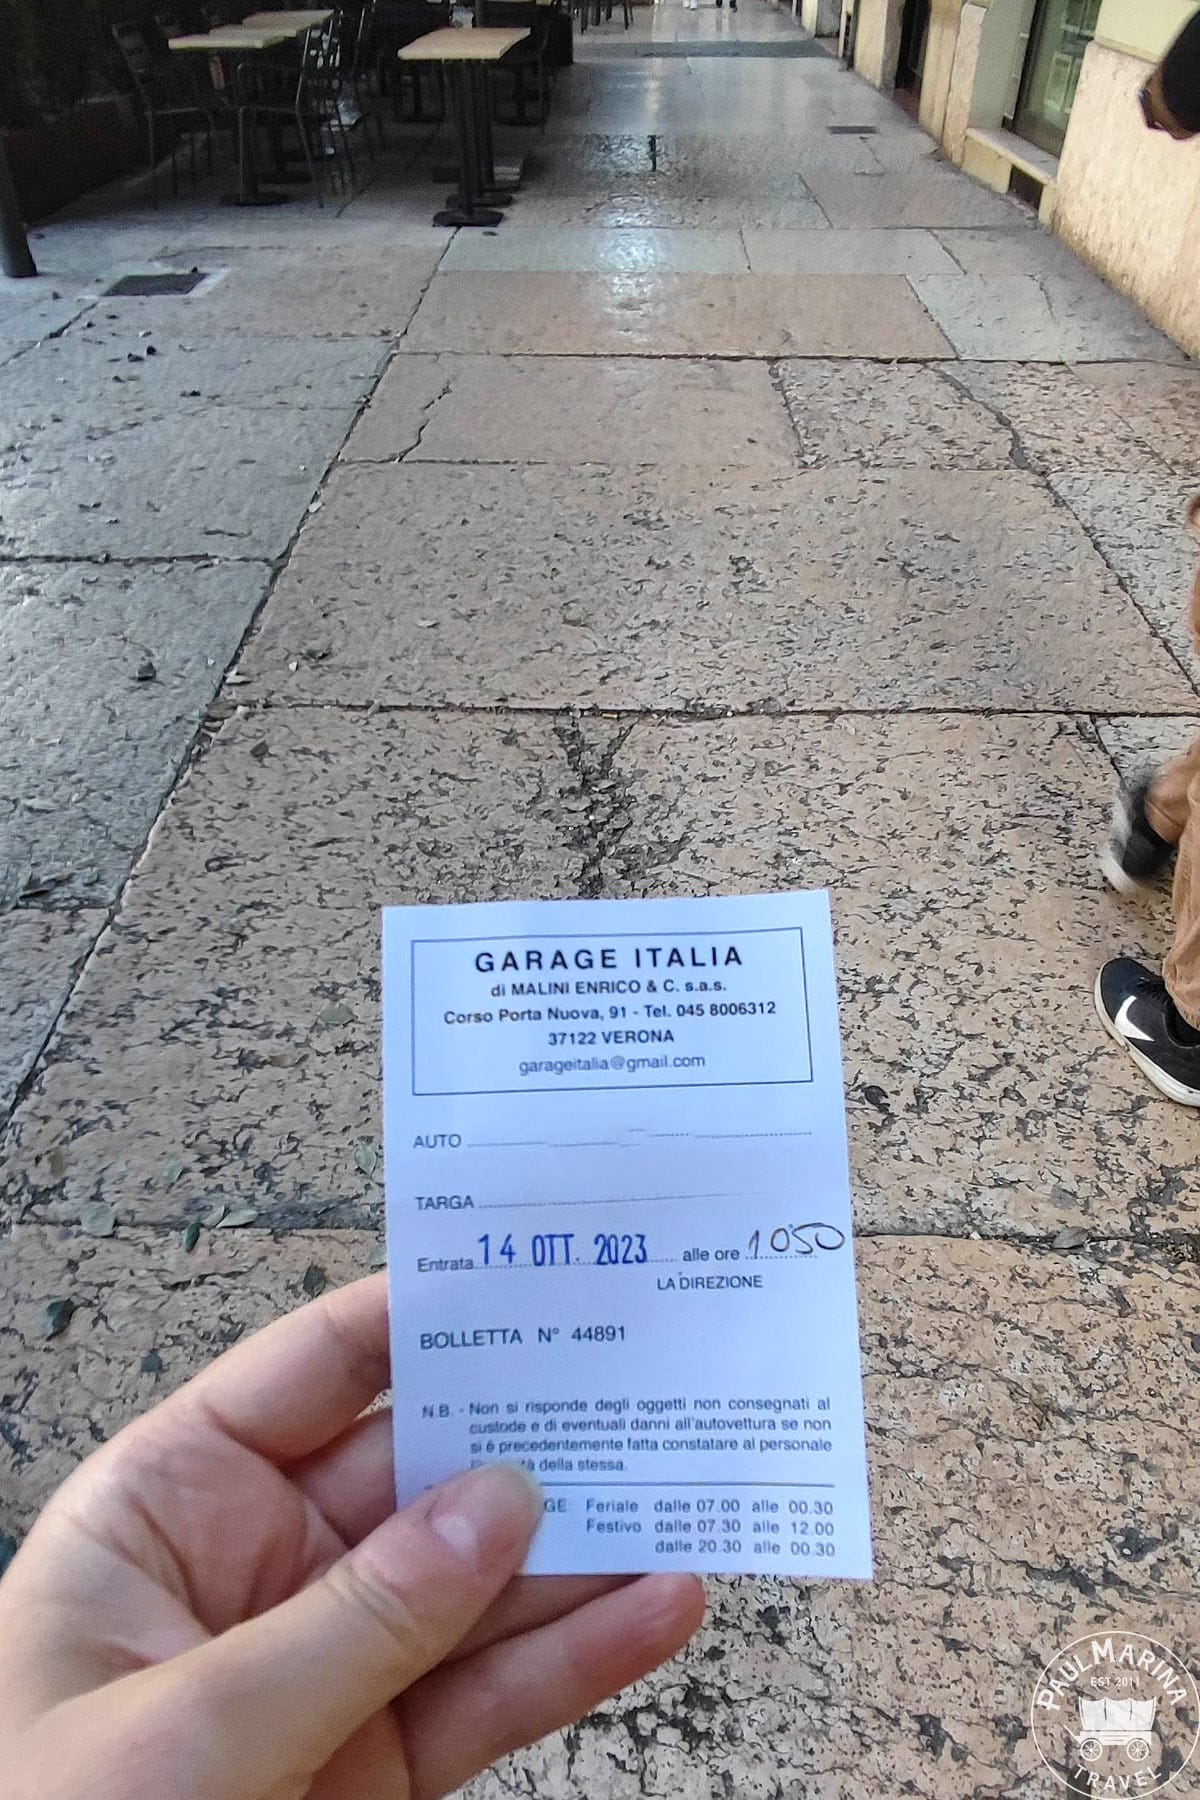 GARAGE ITALIA
di MALINI ENRICO & C. s.a.s.
Corso Porta Nuova, 91 - Tel. 045 8006312
37122 VERONA
garageitalia@gmail.com
AUTO
TARGA
Entrata 14 OTT. 2023 alle ore 1050
LA DIREZIONE
BOLLETTA N° 44891
N.B. - Non si risponde degli oggetti non consegnati al
custode e di eventuali danni all'autovettura se non
si é precedentemente fatta constatare al personale
della stessa.
GE: Feriale dalle 07.00 alle 00.30
Festivo dalle 07.30 alle 12.00
dalle 20.30 alle 00.30
PAULMARINA
EST 2011
TRAVEL